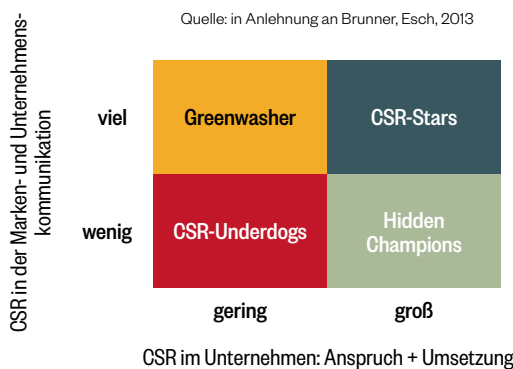 Quelle: in Anlehnung an Brunner, Esch, 2013
CSR in der Marken- und Unternehmens-
kommunikation
viel
Greenwasher
CSR-Stars
wenig
CSR-Underdogs
Hidden
Champions
gering
groß
CSR im Unternehmen: Anspruch + Umsetzung